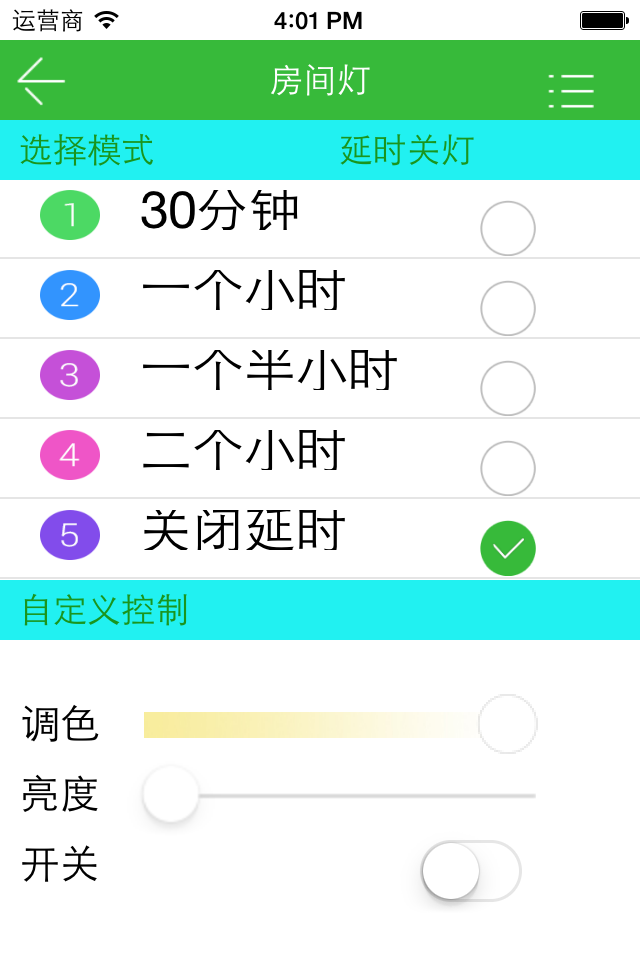 运营商 4:01 PM
房间灯
选择模式 延时关灯
1 30分钟
2 一个小时
3 一个半小时
4 二个小时
5 关闭延时
自定义控制
调色
亮度
开关